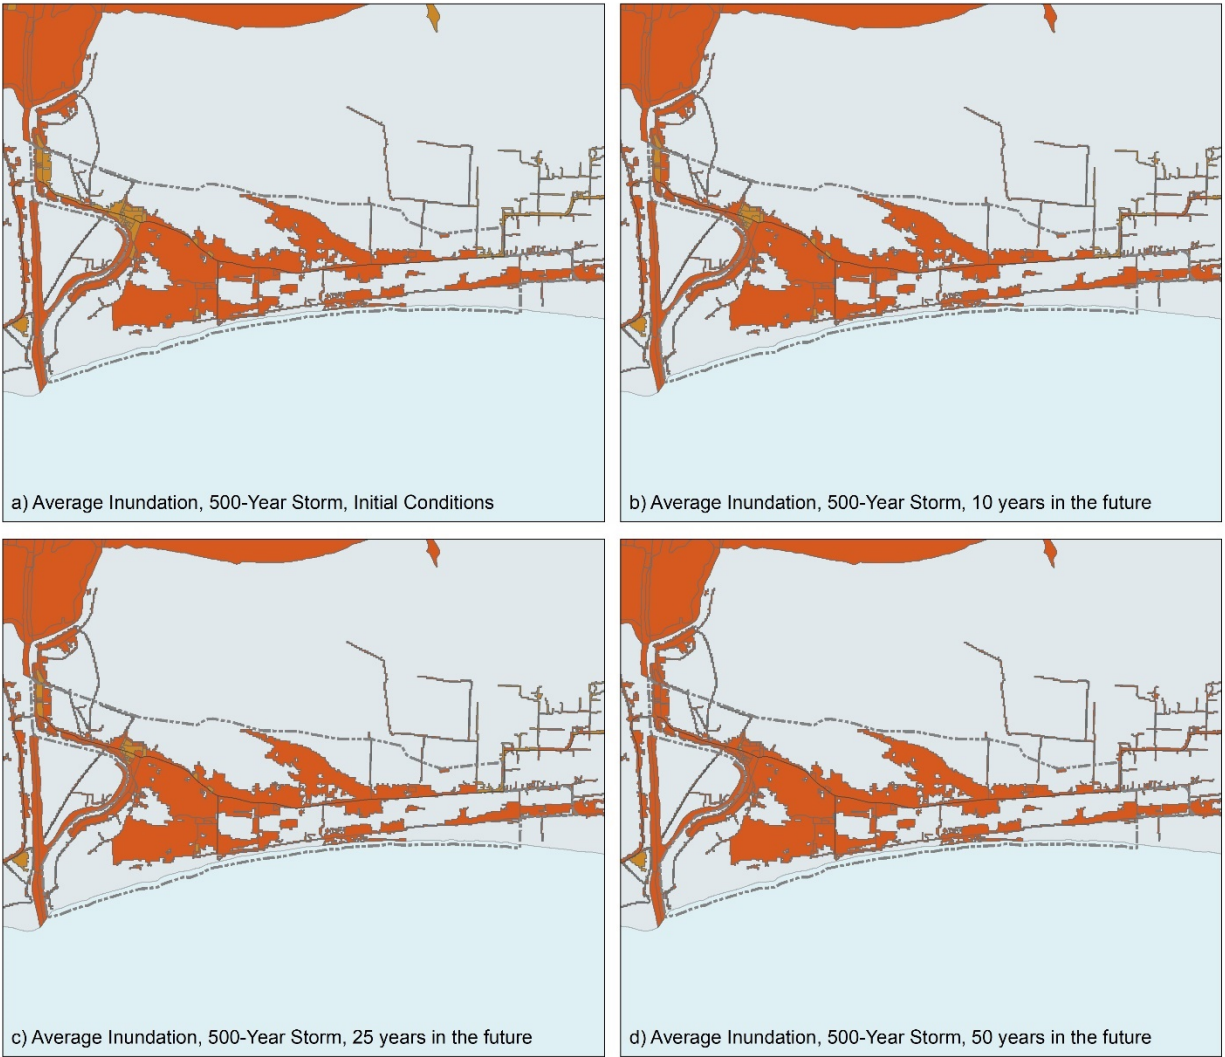 a) Average Inundation, 500-Year Storm, Initial Conditions
b) Average Inundation, 500-Year Storm, 10 years in the future
c) Average Inundation, 500-Year Storm, 25 years in the future
d) Average Inundation, 500-Year Storm, 50 years in the future